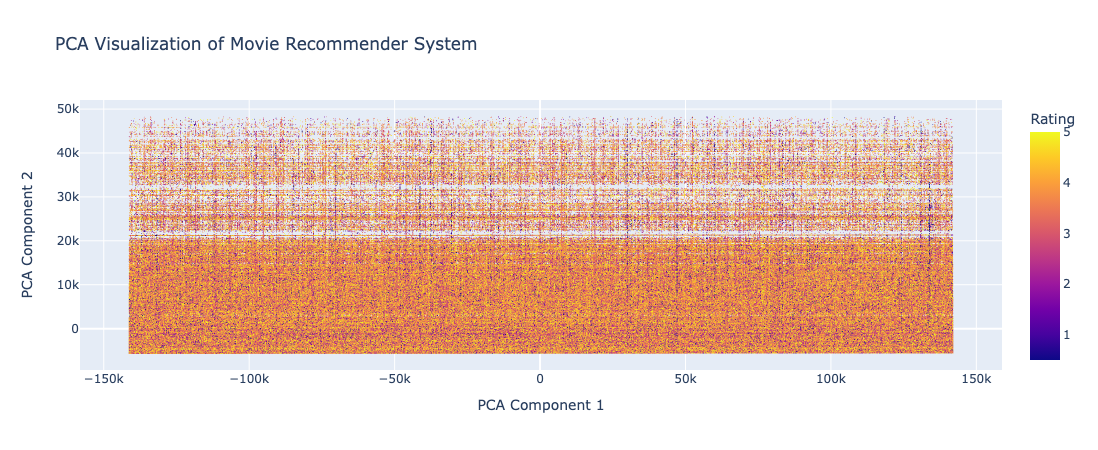 PCA Visualization of Movie Recommender System
Rating
50k
40k
30k
20k
10k
0
PCA Component 2
−150k
−100k
−50k
0
50k
100k
150k
PCA Component 1
5
4
3
2
1